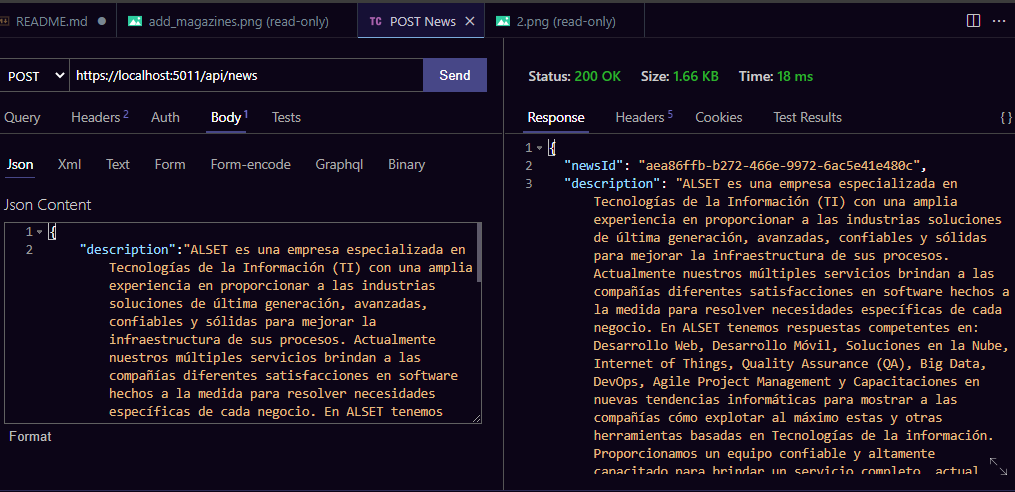 README.md
add_magazines.png (read-only)
TC POST News
2.png (read-only)
POST
https://localhost:5011/api/news
Send
Query
Headers 2
Auth
Body 1
Tests
Json
Xml
Text
Form
Form-encode
Graphql
Binary
Json Content
1 {
2 "description":"ALSET es una empresa especializada en
Tecnologías de la Información (TI) con una amplia
experiencia en proporcionar a las industrias
soluciones de última generación, avanzadas,
confiables y sólidas para mejorar la
infraestructura de sus procesos. Actualmente
nuestros múltiples servicios brindan a las
compañías diferentes satisfacciones en software
hechos a la medida para resolver necesidades
específicas de cada negocio. En ALSET tenemos
Format
Status: 200 OK Size: 1.66 KB Time: 18 ms
Response
Headers 5
Cookies
Test Results
{}
1 {
2 "newsId": "aea86ffb-b272-466e-9972-6ac5e41e480c",
3 "description": "ALSET es una empresa especializada en
Tecnologías de la Información (TI) con una amplia
experiencia en proporcionar a las industrias soluciones
de última generación, avanzadas, confiables y sólidas
para mejorar la infraestructura de sus procesos.
Actualmente nuestros múltiples servicios brindan a las
compañías diferentes satisfacciones en software hechos a
la medida para resolver necesidades específicas de cada
negocio. En ALSET tenemos respuestas competentes en:
Desarrollo Web, Desarrollo Móvil, Soluciones en la Nube,
Internet of Things, Quality Assurance (QA), Big Data,
DevOps, Agile Project Management y Capacitaciones en
nuevas tendencias informáticas para mostrar a las
compañías cómo explotar al máximo estas y otras
herramientas basadas en Tecnologías de la información.
Proporcionamos un equipo confiable y altamente
capacitado para brindar un servicio completo, actual